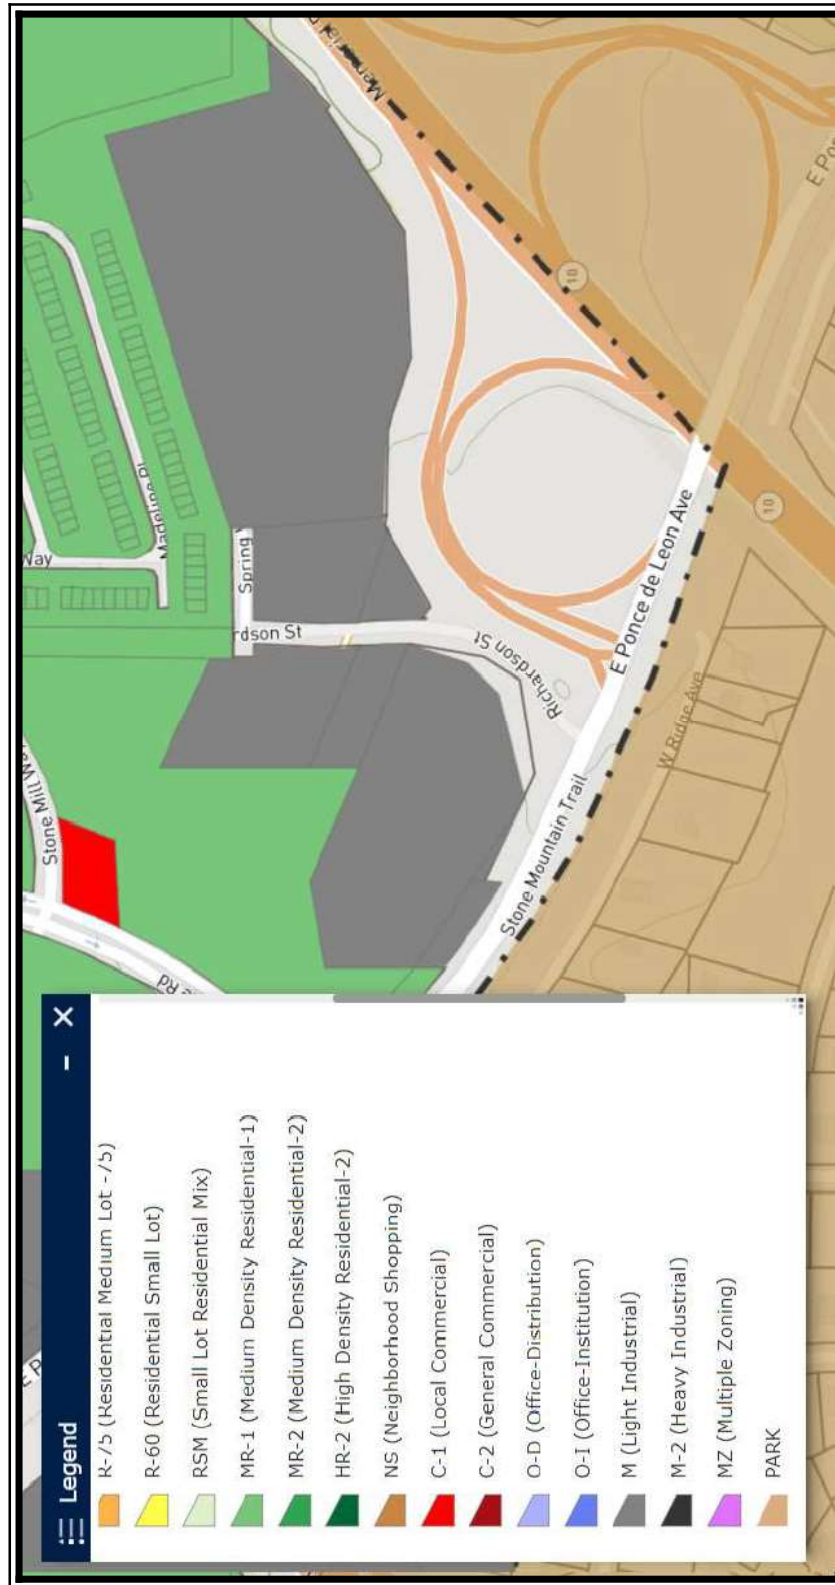 Legend
R-75 (Residential Medium Lot -75)
R-60 (Residential Small Lot)
RSM (Small Lot Residential Mix)
MR-1 (Medium Density Residential-1)
MR-2 (Medium Density Residential-2)
HR-2 (High Density Residential-2)
NS (Neighborhood Shopping)
C-1 (Local Commercial)
C-2 (General Commercial)
O-D (Office-Distribution)
O-I (Office-Institution)
M (Light Industrial)
M-2 (Heavy Industrial)
MZ (Multiple Zoning)
PARK
Stone Mill W
Rd
Way
Madeline Pl
Spring
rdson St
Richardson St
Stone Mountain Trail
E Ponce de Leon Ave
W Ridge Ave
Memorial
10
10
E Pon
E P